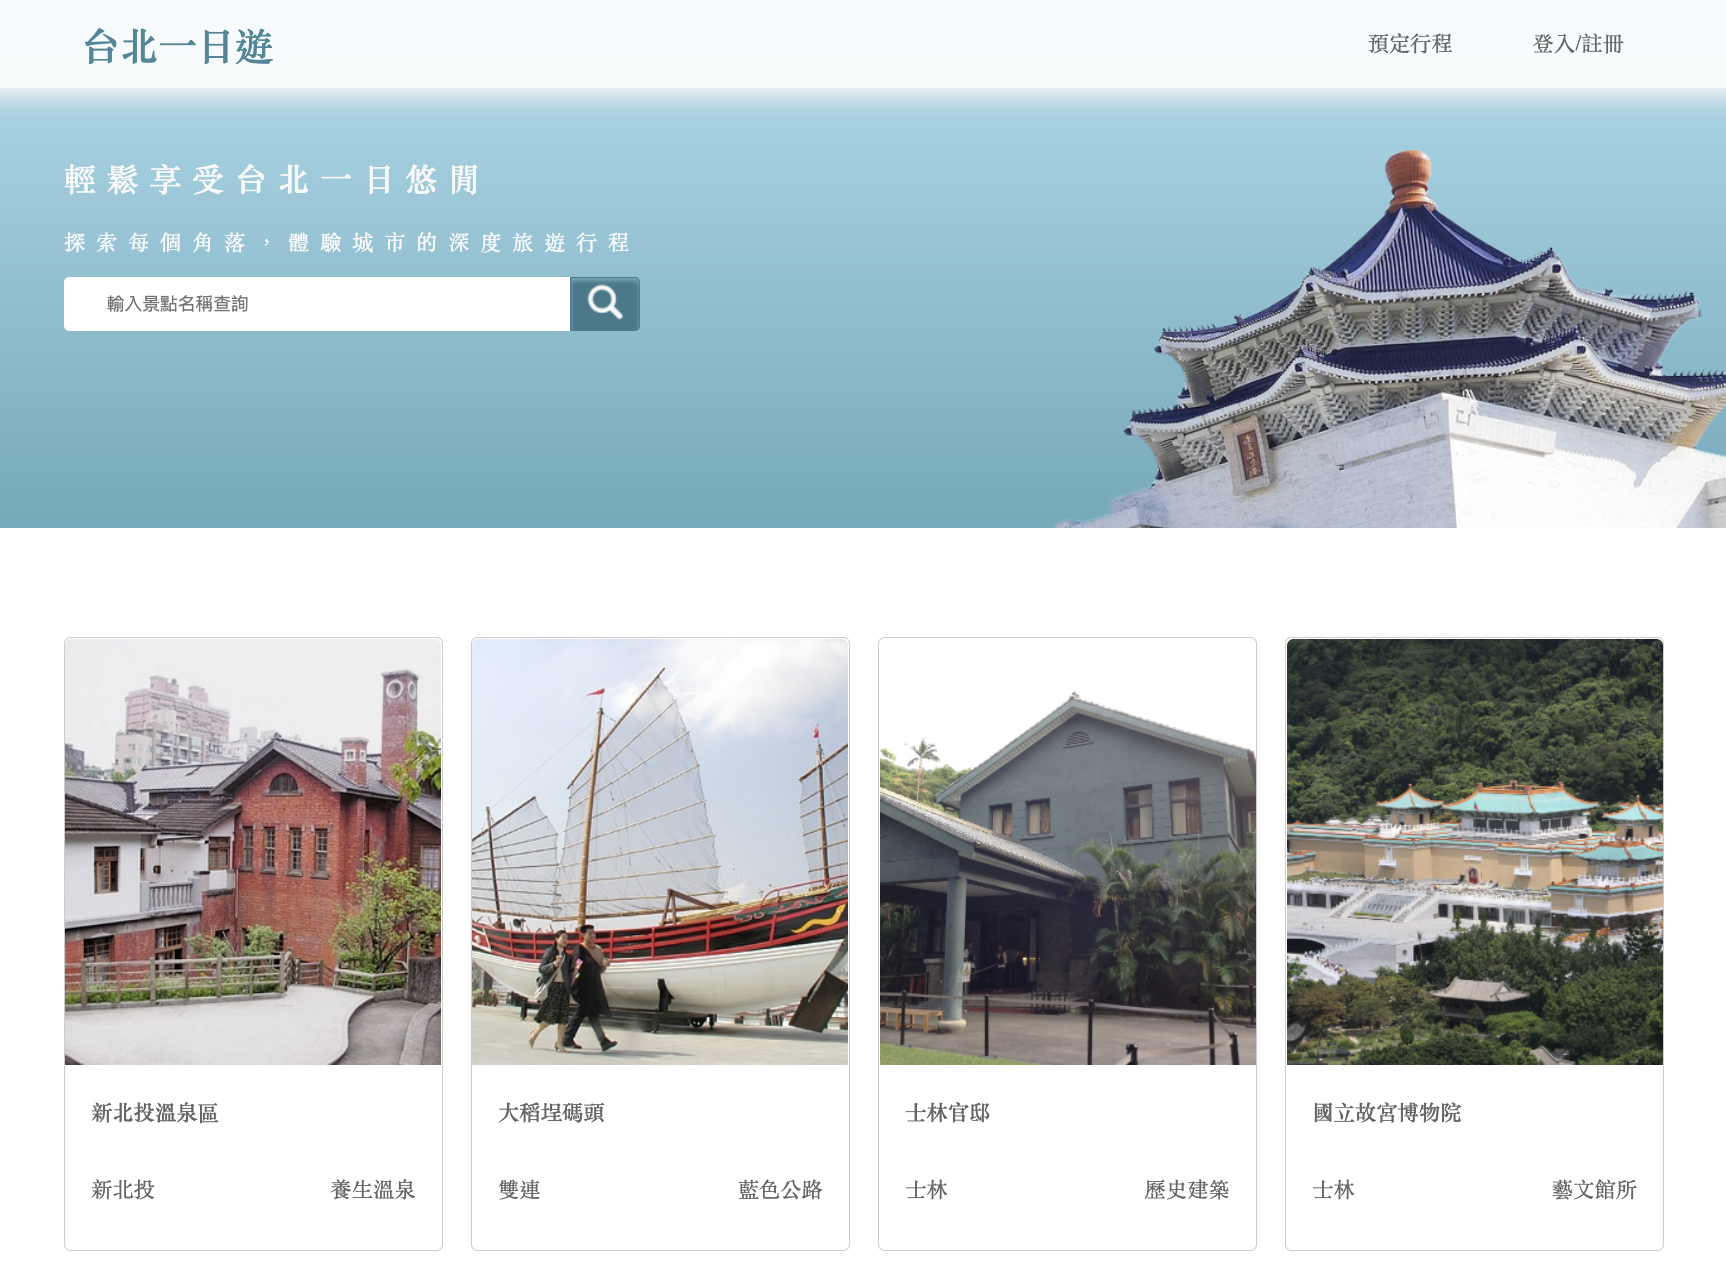 台北一日遊
預定行程
登入/註冊
輕鬆享受台北一日悠閒
探索每個角落，體驗城市的深度旅遊行程
輸入景點名稱查詢
新北投溫泉區
新北投
養生溫泉
大稻埕碼頭
雙連
藍色公路
士林官邸
士林
歷史建築
國立故宮博物院
士林
藝文館所